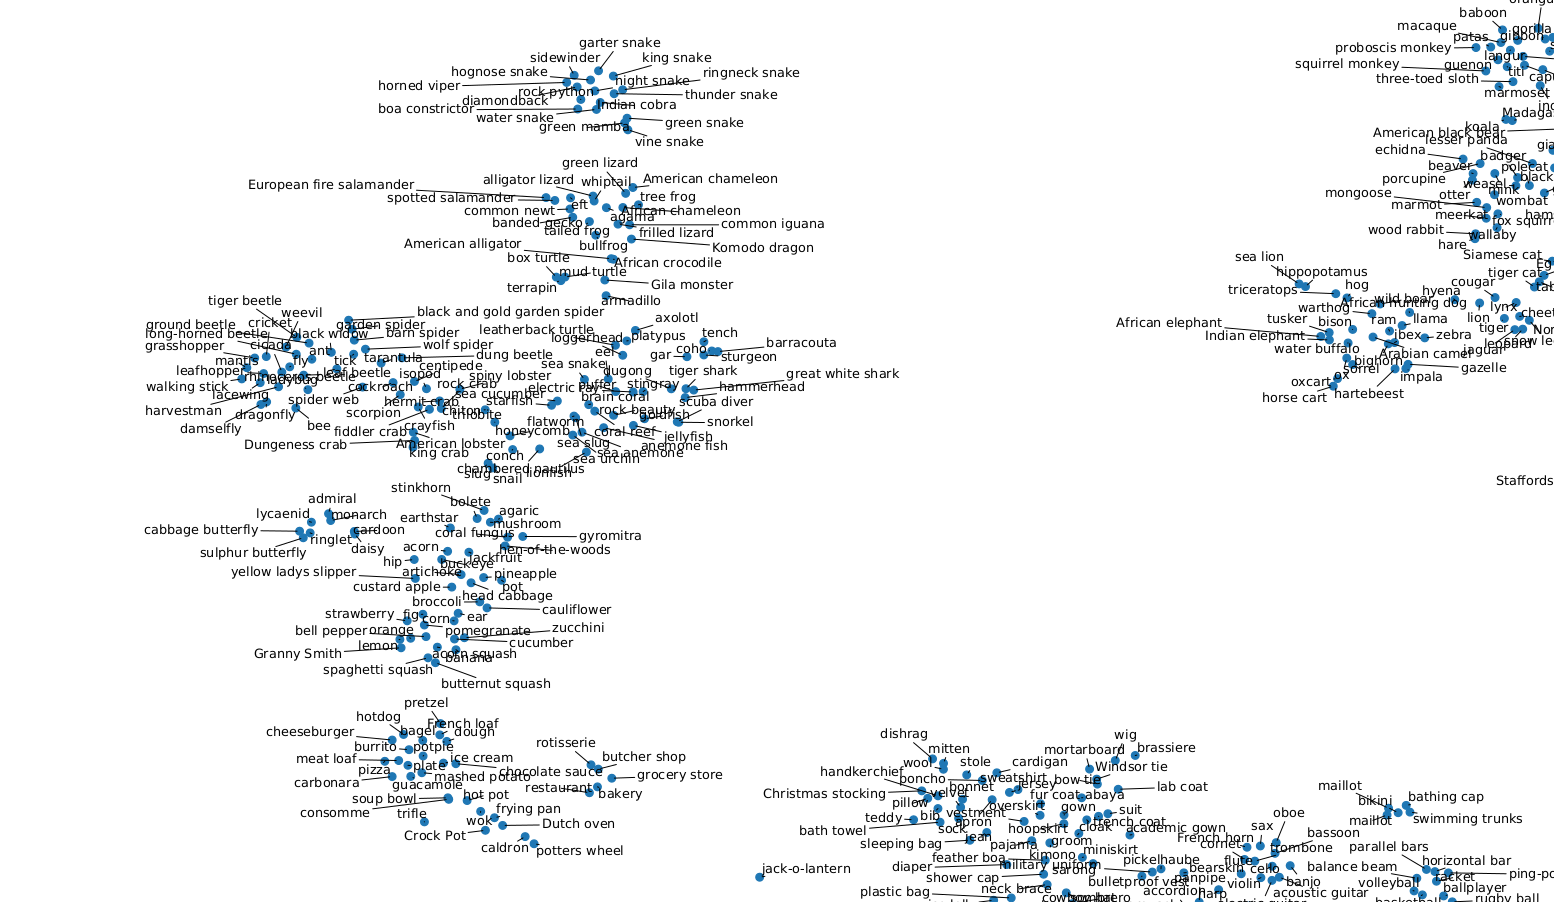 garter snake
sidewinder
king snake
hognose snake
night snake
ringneck snake
horned viper
rock python
thunder snake
diamondback
Indian cobra
boa constrictor
water snake
green mamba
green snake
vine snake
green lizard
European fire salamander
alligator lizard
whiptail
American chameleon
spotted salamander
eft
tree frog
common newt
African chameleon
banded gecko
agama
common iguana
tailed frog
frilled lizard
American alligator
bullfrog
Komodo dragon
box turtle
African crocodile
mud turtle
terrapin
Gila monster
armadillo
tiger beetle
weevil
black and gold garden spider
ground beetle
cricket
garden spider
long-horned beetle
black widow
barn spider
grasshopper
cicada
ant
wolf spider
mantis
fly
tick
tarantula
dung beetle
leafhopper
rhinoceros beetle
leaf beetle
isopod
centipede
walking stick
ladybug
cockroach
rock crab
lacewing
spider web
hermit crab
sea cucumber
harvestman
dragonfly
scorpion
chiton
trilobite
damselfly
bee
fiddler crab
crayfish
Dungeness crab
American lobster
king crab
leatherback turtle
axolotl
loggerhead
platypus
tench
eel
gar
coho
barracouta
sturgeon
sea snake
dugong
tiger shark
spiny lobster
electric ray
puffer
stingray
great white shark
hammerhead
starfish
brain coral
scuba diver
rock beauty
goldfish
snorkel
flatworm
honeycomb
coral reef
jellyfish
sea slug
anemone fish
conch
sea anemone
sea urchin
chambered nautilus
lionfish
slug
snail
stinkhorn
admiral
bolete
lycaenid
monarch
earthstar
agaric
mushroom
cabbage butterfly
cardoon
coral fungus
gyromitra
sulphur butterfly
ringlet
daisy
acorn
hen-of-the-woods
hip
jackfruit
buckeye
yellow ladys slipper
artichoke
pineapple
custard apple
pot
head cabbage
broccoli
cauliflower
strawberry
fig
corn
ear
bell pepper
orange
pomegranate
zucchini
lemon
cucumber
Granny Smith
acorn squash
banana
spaghetti squash
butternut squash
pretzel
hotdog
French loaf
cheeseburger
bagel
dough
burrito
potpie
meat loaf
plate
ice cream
pizza
mashed potato
chocolate sauce
carbonara
guacamole
soup bowl
hot pot
consomme
trifle
frying pan
wok
Dutch oven
Crock Pot
caldron
potters wheel
rotisserie
butcher shop
grocery store
restaurant
bakery
jack-o-lantern
baboon
macaque
gorilla
patas
gibbon
proboscis monkey
langur
squirrel monkey
guenon
titi
three-toed sloth
marmoset
Madaga
koala
American black bear
lesser panda
echidna
badger
beaver
polecat
porcupine
weasel
black
mongoose
otter
mink
wombat
marmot
meerkat
ham
fox squirr
wood rabbit
wallaby
hare
Siamese cat
sea lion
hippopotamus
tiger cat
cougar
triceratops
hog
hyena
warthog
wild boar
African hunting dog
lynx
African elephant
tusker
bison
ram
llama
lion
Indian elephant
ibex
zebra
tiger
water buffalo
Arabian camel
jaguar
leopard
snow le
bighorn
sorrel
gazelle
ox
impala
oxcart
horse cart
hartebeest
Staffords
dishrag
wig
mitten
mortarboard
brassiere
wool
stole
cardigan
Windsor tie
handkerchief
poncho
sweatshirt
bow tie
Christmas stocking
velvet
bonnet
jersey
fur coat
abaya
lab coat
pillow
overskirt
gown
suit
teddy
bib
vestment
apron
French coat
bath towel
sock
hoopskirt
cloak
academic gown
sleeping bag
jean
pajama
groom
feather boa
kimono
miniskirt
diaper
military uniform
pickelhaube
shower cap
sarong
bulletproof vest
bearskin
plastic bag
neck brace
sombrero
maillot
bikini
bathing cap
maillot
swimming trunks
oboe
sax
French horn
cornet
bassoon
trombone
flute
cello
panpipe
violin
banjo
accordion
harp
acoustic guitar
parallel bars
horizontal bar
balance beam
ping-po
volleyball
racket
ballplayer
rugby ball